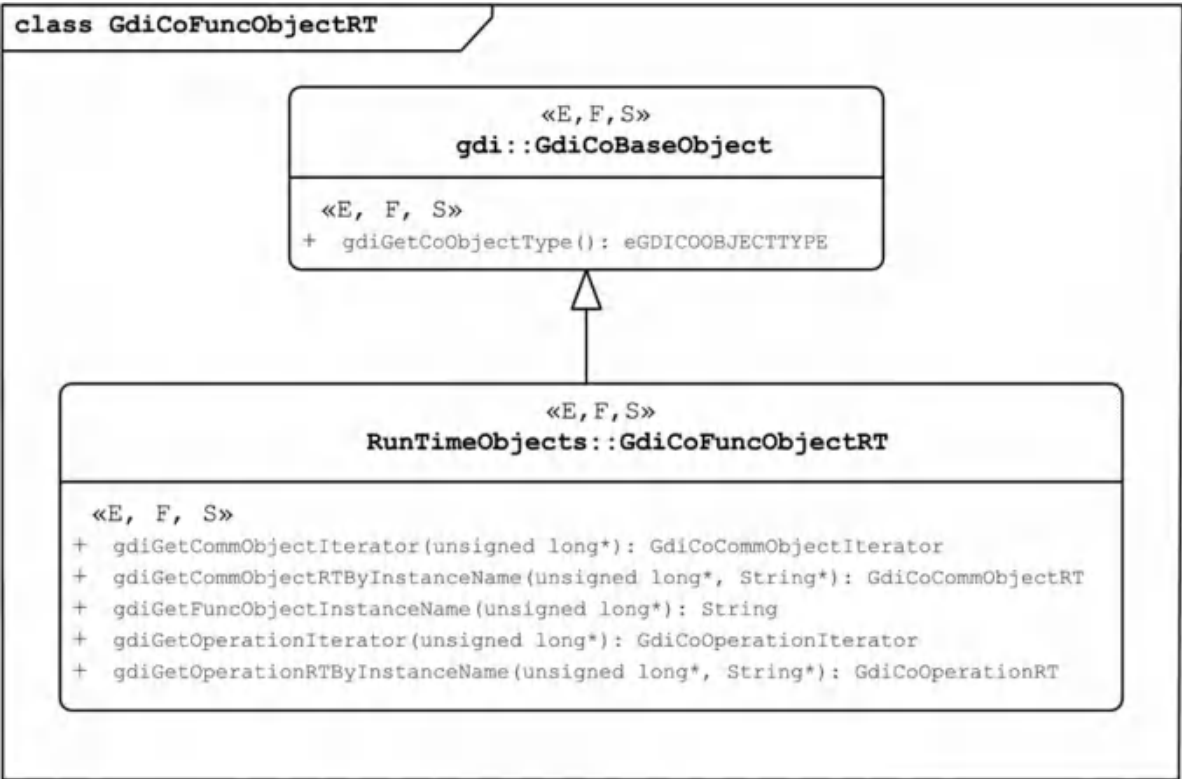 class GdiCoFuncObjectRT
«E,F,S»
gdi::GdiCoBaseObject
«E, F, S»
+ gdiGetCoObjectType(): eGDICOOBJECTTYPE
«E,F,S»
RunTimeObjects::GdiCoFuncObjectRT
«E, F, S»
+ gdiGetCommObjectIterator(unsigned long*): GdiCoCommObjectIterator
+ gdiGetCommObjectRTByInstanceName(unsigned long*, String*): GdiCoCommObjectRT
+ gdiGetFuncObjectInstanceName(unsigned long*): String
+ gdiGetOperationIterator(unsigned long*): GdiCoOperationIterator
+ gdiGetOperationRTByInstanceName(unsigned long*, String*): GdiCoOperationRT